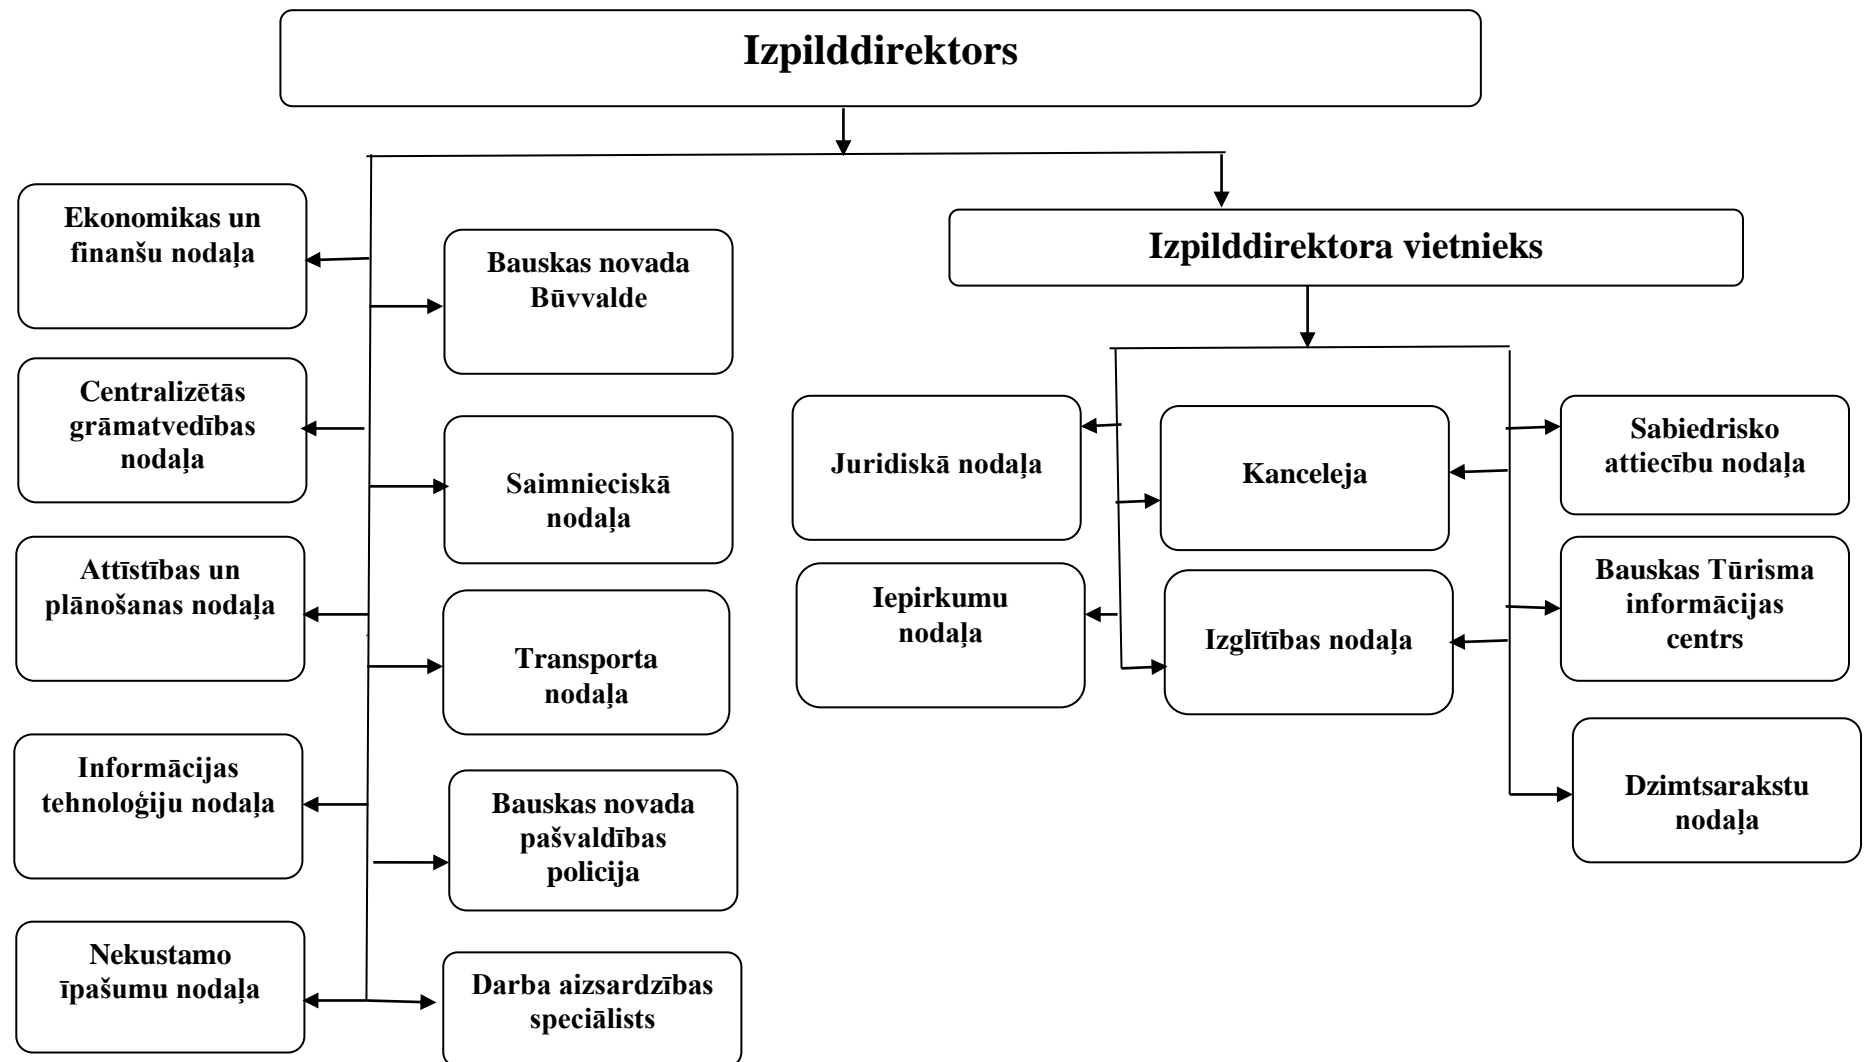 Izpilddirektors
Ekonomikas un
finanšu nodaļa
Bauskas novada
Būvvalde
Izpilddirektora vietnieks
Centralizētās
grāmatvedības
nodaļa
Saimnieciskā
nodaļa
Attīstības un
plānošanas nodaļa
Transporta
nodaļa
Informācijas
tehnoloģiju nodaļa
Bauskas novada
pašvaldības
policija
Nekustamo
īpašumu nodaļa
Darba aizsardzības
speciālists
Juridiskā nodaļa
Kanceleja
Sabiedrisko
attiecību nodaļa
Iepirkumu
nodaļa
Izglītības nodaļa
Bauskas Tūrisma
informācijas
centrs
Dzimtsarakstu
nodaļa